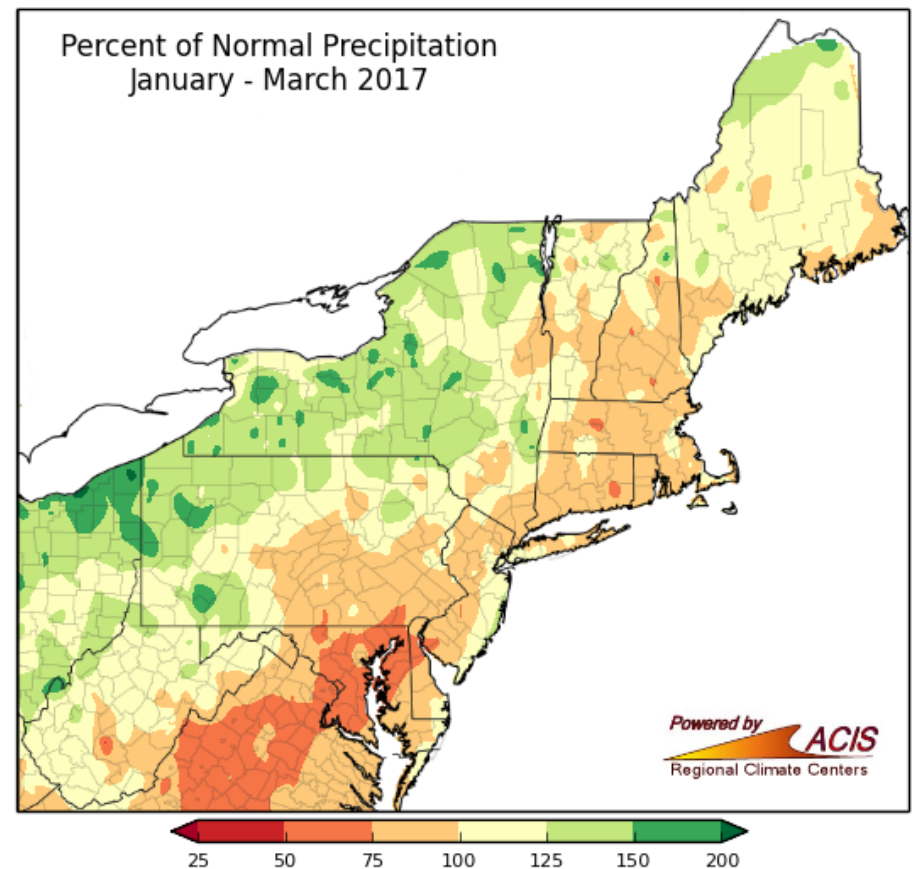 Percent of Normal Precipitation
January - March 2017
Powered by
ACIS
Regional Climate Centers
25 50 75 100 125 150 200